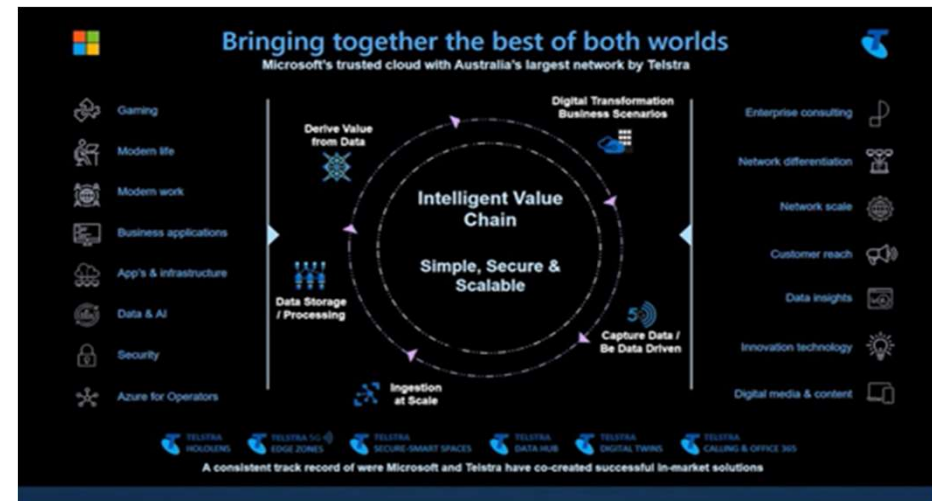 Bringing together the best of both worlds
Microsoft's trusted cloud with Australia's largest network by Telstra
Gaming
Modern life
Modern work
Business applications
App's & infrastructure
Data & AI
Security
Azure for Operators
Derive Value
from Data
Digital Transformation
Business Scenarios
Intelligent Value
Chain
Simple, Secure &
Scalable
Data Storage
/ Processing
5
Capture Data /
Be Data Driven
Ingestion
at Scale
Enterprise consulting
Network differentiation
Network scale
Customer reach
Data insights
Innovation technology
Digital media & content
TELSTRA
HOLOLENS
TELSTRA 5G
EDGE ZONES
TELSTRA
SECURE-SMART SPACES
TELSTRA
DATA HUB
TELSTRA
DIGITAL TWINS
TELSTRA
CALLING & OFFICE 365
A consistent track record of were Microsoft and Telstra have co-created successful in-market solutions